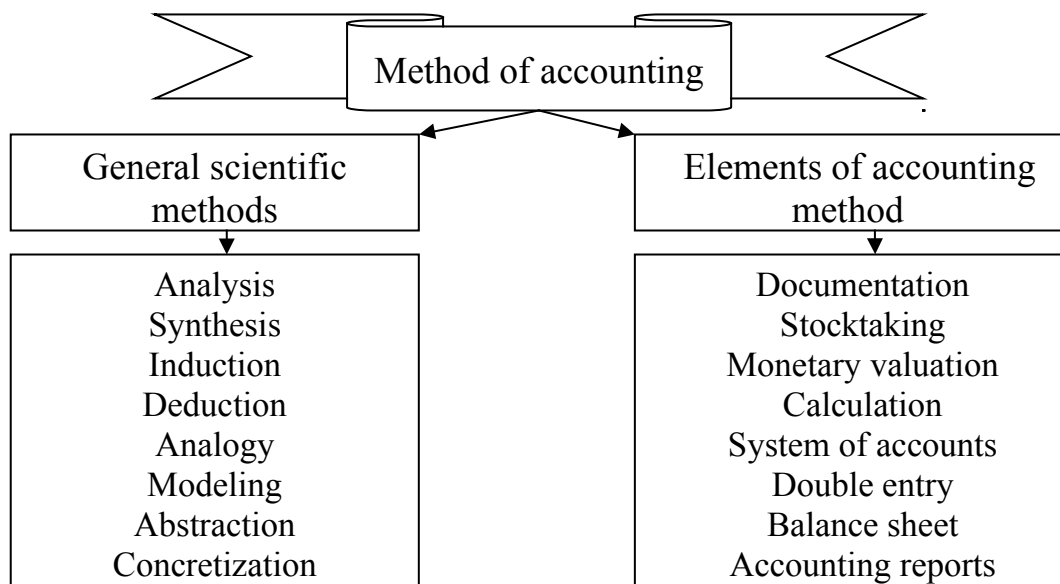 Method of accounting
General scientific
methods
Analysis
Synthesis
Induction
Deduction
Analogy
Modeling
Abstraction
Concretization
Elements of accounting
method
Documentation
Stocktaking
Monetary valuation
Calculation
System of accounts
Double entry
Balance sheet
Accounting reports